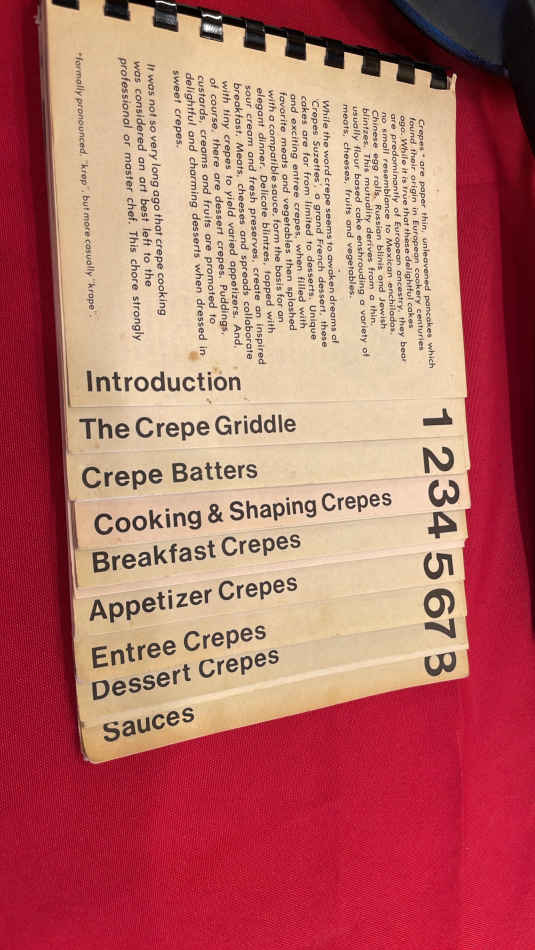 Crepes * are paper thin, unleavened pancakes which
found their origin in European cookery centuries
ago. While it is true that these delightful cakes
are predominantly of European ancestry, they bear
no small resemblance to Mexican enchiladas,
Chinese egg rolls, Russian blinis and Jewish
blintzes. This mutuality derives from a thin,
usually flour based cake enshrouding a variety of
meats, cheeses, fruits and vegetables.
While the word crepe seems to awaken dreams of
'Crepes Suzettes', a grand French dessert, these
cakes are far from limited to desserts. Unique
and exciting entree crepes, when filled with
favorite meats and vegetables then splashed
with a compatible sauce, form the basis for an
elegant dinner. Delicate blintzes, topped with
sour cream and fresh preserves, create an inspired
breakfast. Meats, cheeses and spreads collaborate
with tiny crepes to yield varied appetizers. And,
of course, there are dessert crepes. Puddings,
custards, creams and fruits are promoted to
delightful and charming desserts when dressed in
sweet crepes.
It was not so very long ago that crepe cooking
was considered an art best left to the
professional or master chef. This chore strongly
*formally pronounced, "krep", but more casually "krape".
Introduction
The Crepe Griddle 1
Crepe Batters 2
Cooking & Shaping Crepes 3
Breakfast Crepes 4
Appetizer Crepes 5
Entree Crepes 6
Dessert Crepes 7
Sauces 8